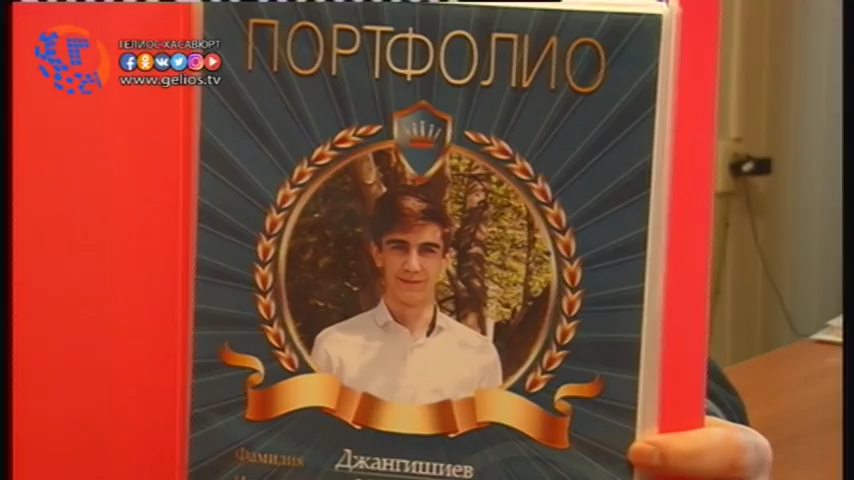 ГЕЛИОС ХАСАВЮРТ
www.gelios.tv
ПОРТФОЛИО
Фамилия Джангишиев